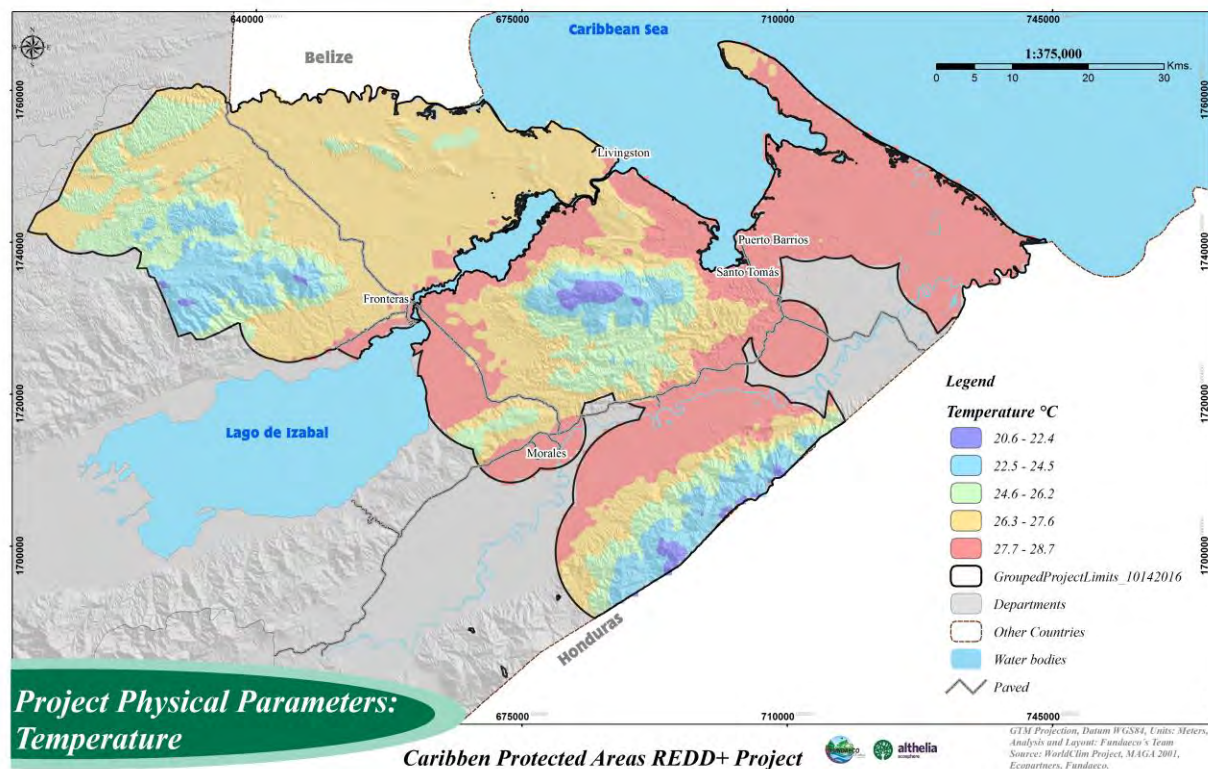 640000 675000 710000 745000
Caribbean Sea
Belize
1:375,000
0 5 10 20 30 Kms.
1760000 1760000
Livingston
1740000 1740000
Puerto Barrios
Santo Tomás
Fronteras
1720000 1720000
Lago de Izabal
Morales
1700000 1700000
Honduras
Legend
Temperature °C
20.6 - 22.4
22.5 - 24.5
24.6 - 26.2
26.3 - 27.6
27.7 - 28.7
GroupedProjectLimits_10142016
Departments
Other Countries
Water bodies
Paved
Project Physical Parameters:
Temperature
675000 710000 745000
Caribben Protected Areas REDD+ Project
FUNDAECO
althelia
ecosphere
GTM Projection, Datum WGS84, Units: Meters,
Analysis and Layout: Fundaeco´s Team
Source: WorldClim Project, MAGA 2001,
Ecopartners, Fundaeco.